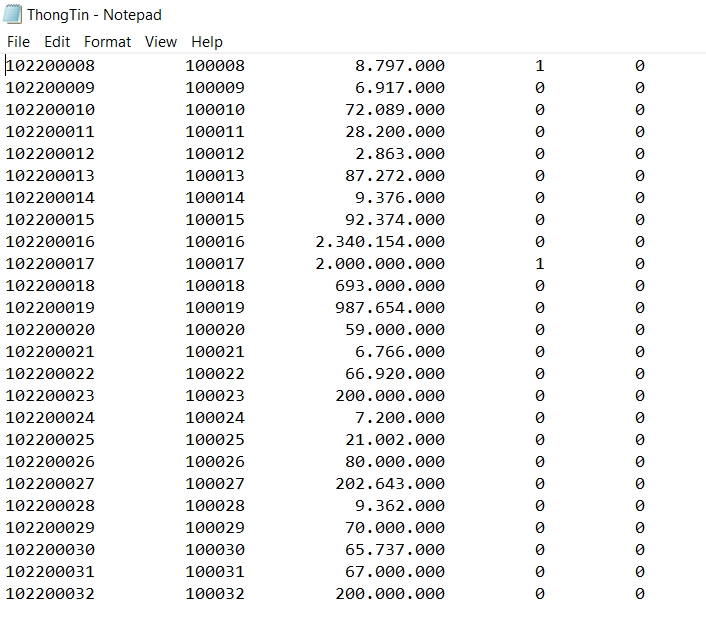 ThongTin - Notepad
File Edit Format View Help
102200008 100008 8.797.000 1 0
102200009 100009 6.917.000 0 0
102200010 100010 72.089.000 0 0
102200011 100011 28.200.000 0 0
102200012 100012 2.863.000 0 0
102200013 100013 87.272.000 0 0
102200014 100014 9.376.000 0 0
102200015 100015 92.374.000 0 0
102200016 100016 2.340.154.000 0 0
102200017 100017 2.000.000.000 1 0
102200018 100018 693.000.000 0 0
102200019 100019 987.654.000 0 0
102200020 100020 59.000.000 0 0
102200021 100021 6.766.000 0 0
102200022 100022 66.920.000 0 0
102200023 100023 200.000.000 0 0
102200024 100024 7.200.000 0 0
102200025 100025 21.002.000 0 0
102200026 100026 80.000.000 0 0
102200027 100027 202.643.000 0 0
102200028 100028 9.362.000 0 0
102200029 100029 70.000.000 0 0
102200030 100030 65.737.000 0 0
102200031 100031 67.000.000 0 0
102200032 100032 200.000.000 0 0